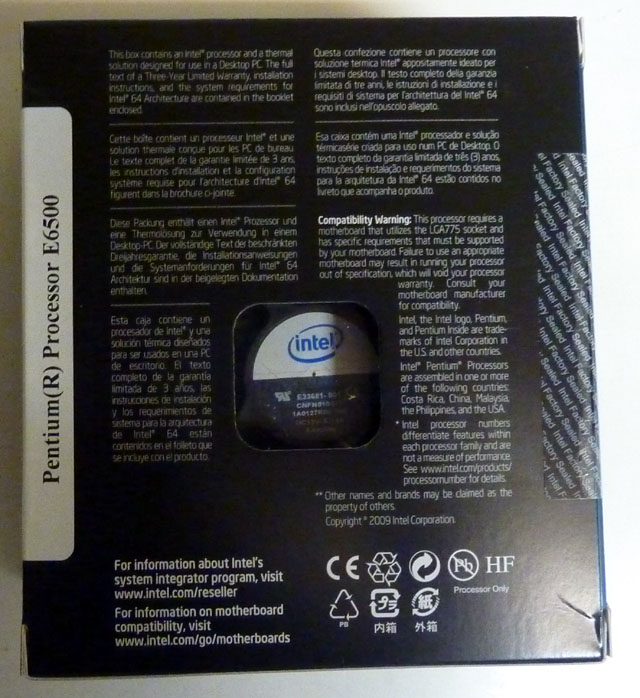 This box contains an Intel® processor and a thermal
solution designed for use in a Desktop PC. The full
text of a Three-Year Limited Warranty, installation
instructions, and the system requirements for
Intel® 64 Architecture are contained in the booklet
enclosed.
Cette boîte contient un processeur Intel® et une
solution thermale conçue pour les PC de bureau.
Le texte complet de la garantie limitée de 3 ans,
les instructions d'installation et la configuration
système requise pour l'architecture d'Intel® 64
figurent dans la brochure ci-jointe.
Diese Packung enthält einen Intel® Prozessor und
eine Thermolösung zur Verwendung in einem
Desktop-PC. Der vollständige Text der beschränkten
Dreijahresgarantie, die Installationsanweisungen
und die Systemanforderungen für Intel® 64
Architektur sind in der beigelegten Dokumentation
enthalten.
Esta caja contiene un
procesador de Intel® y una
solución térmica diseñados
para ser usados en una PC
de escritorio. El texto
completo de la garantía
limitada de 3 años, las
instrucciones de instalación
y los requerimientos de
sistema para la arquitectura
de Intel® 64 están
contenidos en el folleto que
se incluye con el producto.
Questa confezione contiene un processore con
soluzione termica Intel® appositamente ideato per
i sistemi desktop. Il testo completo della garanzia
limitata di tre anni, le istruzioni di installazione e i
requisiti di sistema per l'architettura del Intel® 64
sono inclusi nell'opuscolo allegato.
Esa caixa contém uma Intel® processador e solução
térmicasérie criada para uso num PC de Desktop. O
texto completo da garantia limitada de três (3) anos,
instruções de instalação e requerimentos do sistema
para la arquitetura da Intel® 64 estão contidos no
livreto que acompanha o produto.
Compatibility Warning: This processor requires a
motherboard that utilizes the LGA775 socket and
has specific requirements that must be supported
by your motherboard. Failure to use an appropriate
motherboard may result in running your processor
out of specification, which will void your processor
warranty. Consult your
motherboard manufacturer
for compatibility.
Intel, the Intel logo, Pentium,
and Pentium Inside are trade-
marks of Intel Corporation in
the U.S. and other countries.
Intel® Pentium® Processors
are assembled in one or more
of the following countries:
Costa Rica, China, Malaysia,
the Philippines, and the USA.
* Intel processor numbers
differentiate features within
each processor family and are
not a measure of performance.
See www.intel.com/products/
processornumber for details.
** Other names and brands may be claimed as the
property of others.
Copyright © 2009 Intel Corporation.
Pentium(R) Processor E6500
intel
For information about Intel's
system integrator program, visit
www.intel.com/reseller
For information on motherboard
compatibility, visit
www.intel.com/go/motherboards
CE Pb HF
Processor Only
プラ 紙
内箱 外箱
Intel Factory Sealed